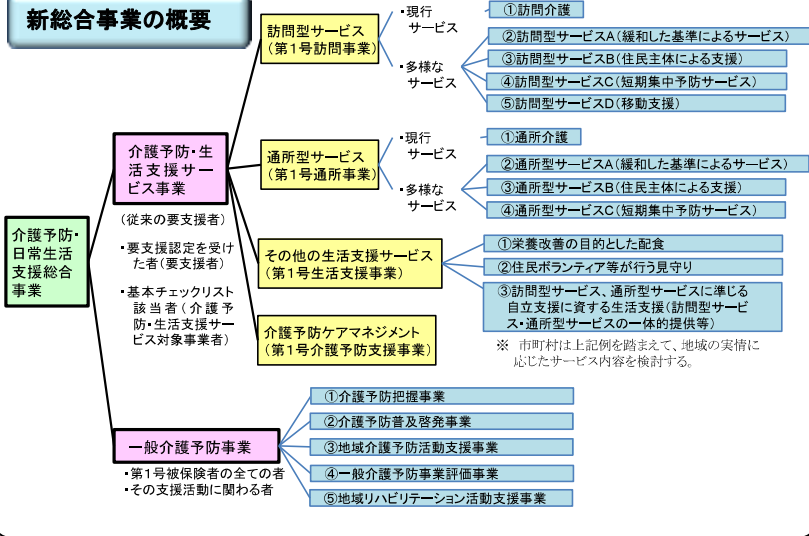 新総合事業の概要
介護予防・
日常生活
支援総合
事業
介護予防・生
活支援サー
ビス事業
(従来の要支援者)
・要支援認定を受け
た者(要支援者)
・基本チェックリスト
該当者(介護予
防・生活支援サー
ビス対象事業者)
訪問型サービス
(第1号訪問事業)
・現行
サービス
①訪問介護
・多様な
サービス
②訪問型サービスA(緩和した基準によるサービス)
③訪問型サービスB(住民主体による支援)
④訪問型サービスC(短期集中予防サービス)
⑤訪問型サービスD(移動支援)
通所型サービス
(第1号通所事業)
・現行
サービス
①通所介護
・多様な
サービス
②通所型サービスA(緩和した基準によるサービス)
③通所型サービスB(住民主体による支援)
④通所型サービスC(短期集中予防サービス)
その他の生活支援サービス
(第1号生活支援事業)
①栄養改善の目的とした配食
②住民ボランティア等が行う見守り
③訪問型サービス、通所型サービスに準じる
自立支援に資する生活支援(訪問型サービ
ス・通所型サービスの一体的提供等)
※ 市町村は上記例を踏まえて、地域の実情に
応じたサービス内容を検討する。
介護予防ケアマネジメント
(第1号介護予防支援事業)
一般介護予防事業
・第1号被保険者の全ての者
・その支援活動に関わる者
①介護予防把握事業
②介護予防普及啓発事業
③地域介護予防活動支援事業
④一般介護予防事業評価事業
⑤地域リハビリテーション活動支援事業